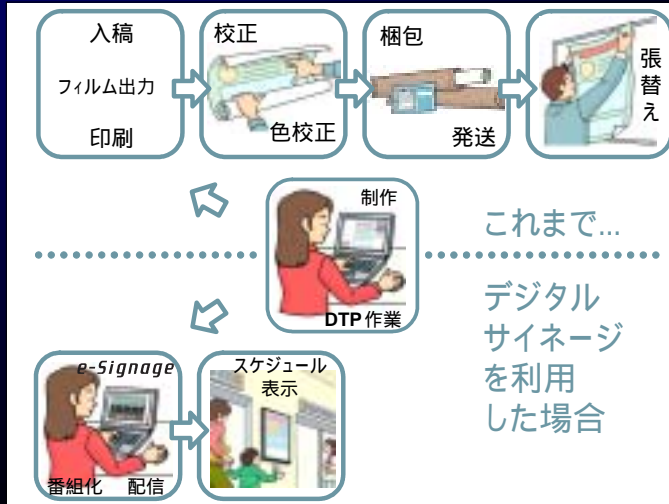 入稿
フィルム出力
印刷
校正
色校正
梱包
発送
張
替
え
制作
DTP作業
これまで...
デジタル
サイネージ
を利用
した場合
e-Signage
番組化 配信
スケジュール
表示